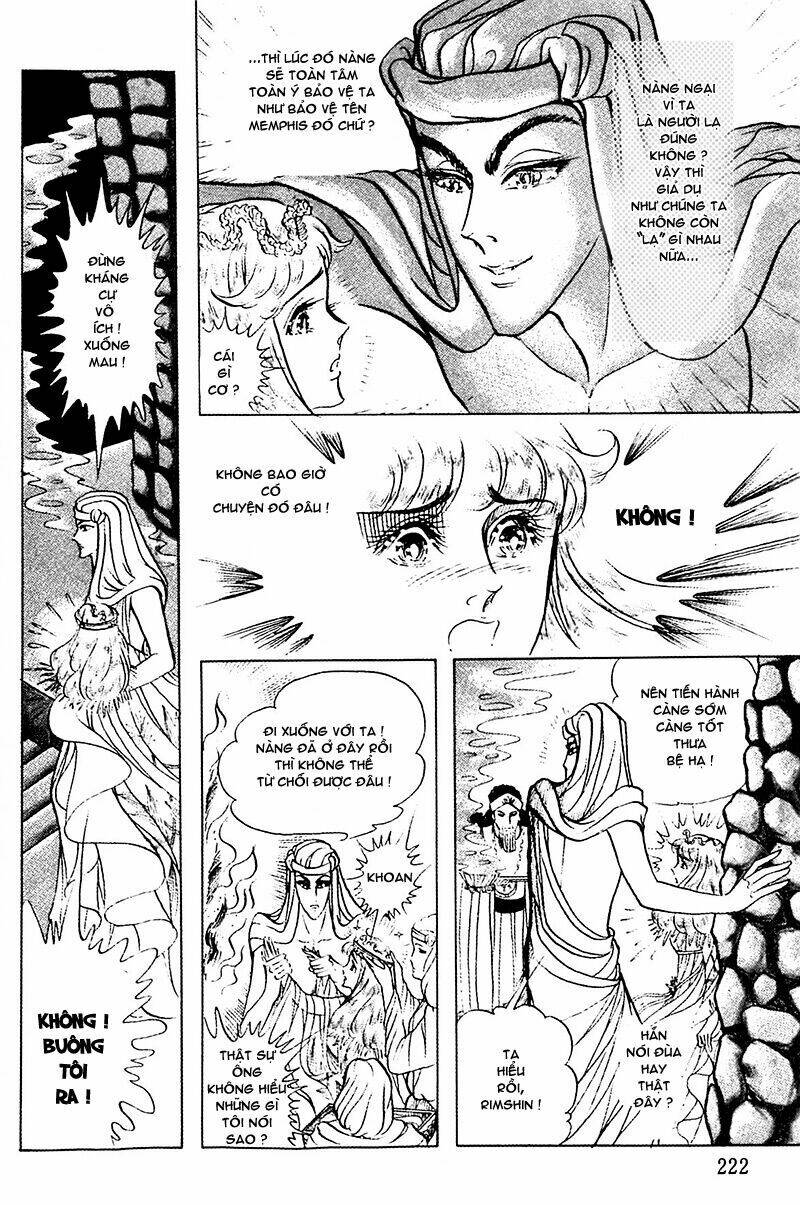 NÀNG NGẠI
VÌ TA
LÀ NGƯỜI LẠ
ĐÚNG
KHÔNG ?
VẬY THÌ
GIẢ DỤ
NHƯ CHÚNG TA
KHÔNG CÒN
"LẠ" GÌ NHAU
NỮA...
...THÌ LÚC ĐÓ NÀNG
SẼ TOÀN TÂM
TOÀN Ý BẢO VỆ TA
NHƯ BẢO VỆ TÊN
MEMPHIS ĐÓ CHỨ ?
CÁI
GÌ
CƠ ?
KHÔNG !
KHÔNG BAO GIỜ
CÓ
CHUYỆN ĐÓ ĐÂU !
NÊN TIẾN HÀNH
CÀNG SỚM
CÀNG TỐT
THƯA
BỆ HẠ !
HẮN
NÓI ĐÙA
HAY
THẬT
ĐÂY ?
TA
HIỂU
RỒI,
RIMSHIN !
ĐI XUỐNG VỚI TA !
NÀNG ĐÃ Ở ĐÂY RỒI
THÌ KHÔNG THỂ
TỪ CHỐI ĐƯỢC ĐÂU !
KHOAN
THẬT SỰ
ÔNG
KHÔNG HIỂU
NHỮNG GÌ
TÔI NÓI
SAO ?
ĐỪNG
KHÁNG
CỰ
VÔ
ÍCH !
XUỐNG
MAU !
KHÔNG !
BUÔNG
TÔI
RA !
222